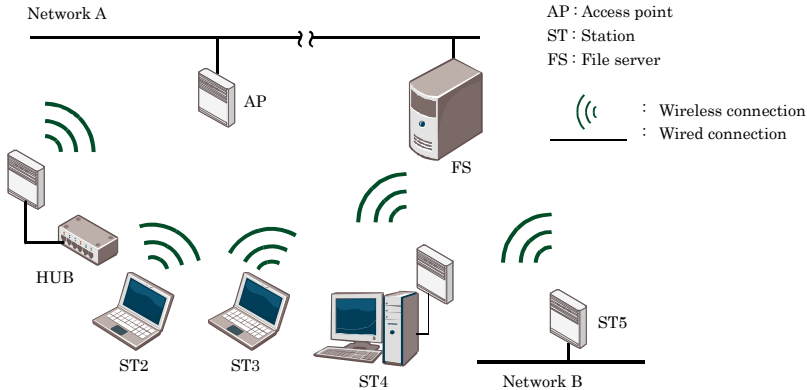 Network A
AP : Access point
ST : Station
FS : File server
AP
FS
: Wireless connection
: Wired connection
HUB
ST2
ST3
ST4
ST5
Network B